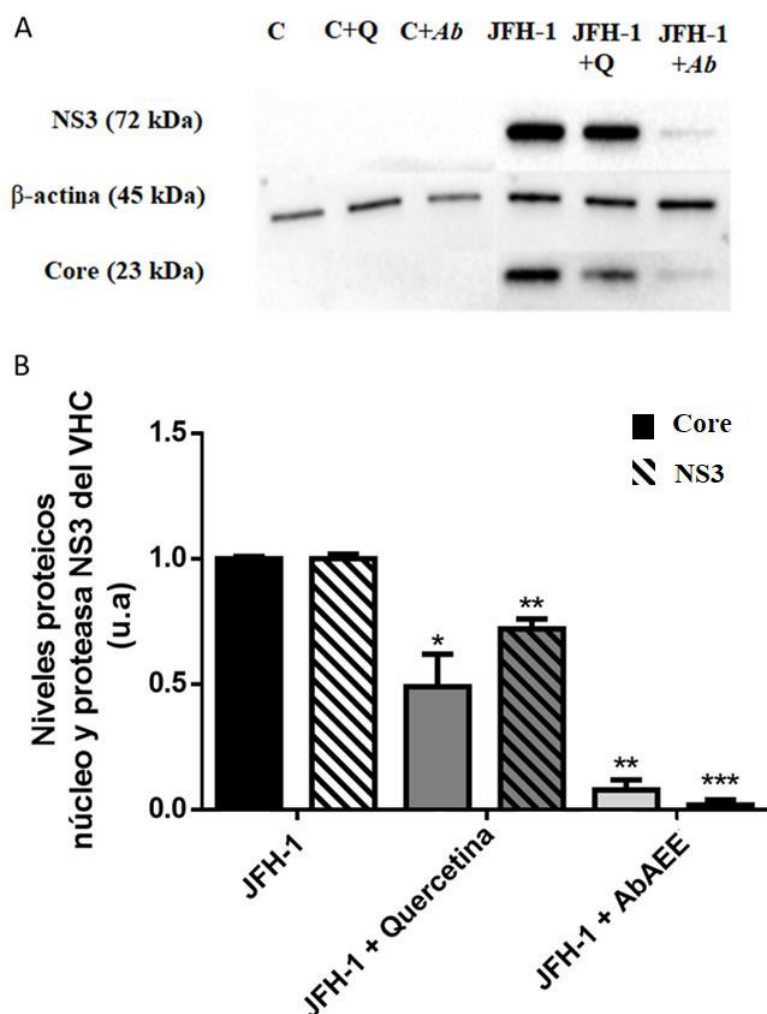 A
C C+Q C+Ab JFH-1 JFH-1 +Q JFH-1 +Ab
NS3 (72 kDa)
β-actina (45 kDa)
Core (23 kDa)
B
Niveles proteicos
núcleo y proteasa NS3 del VHC
(u.a)
1.5
1.0
0.5
0.0
Core
NS3
*
**
**
***
JFH-1
JFH-1 + Quercetina
JFH-1 + AbAEE